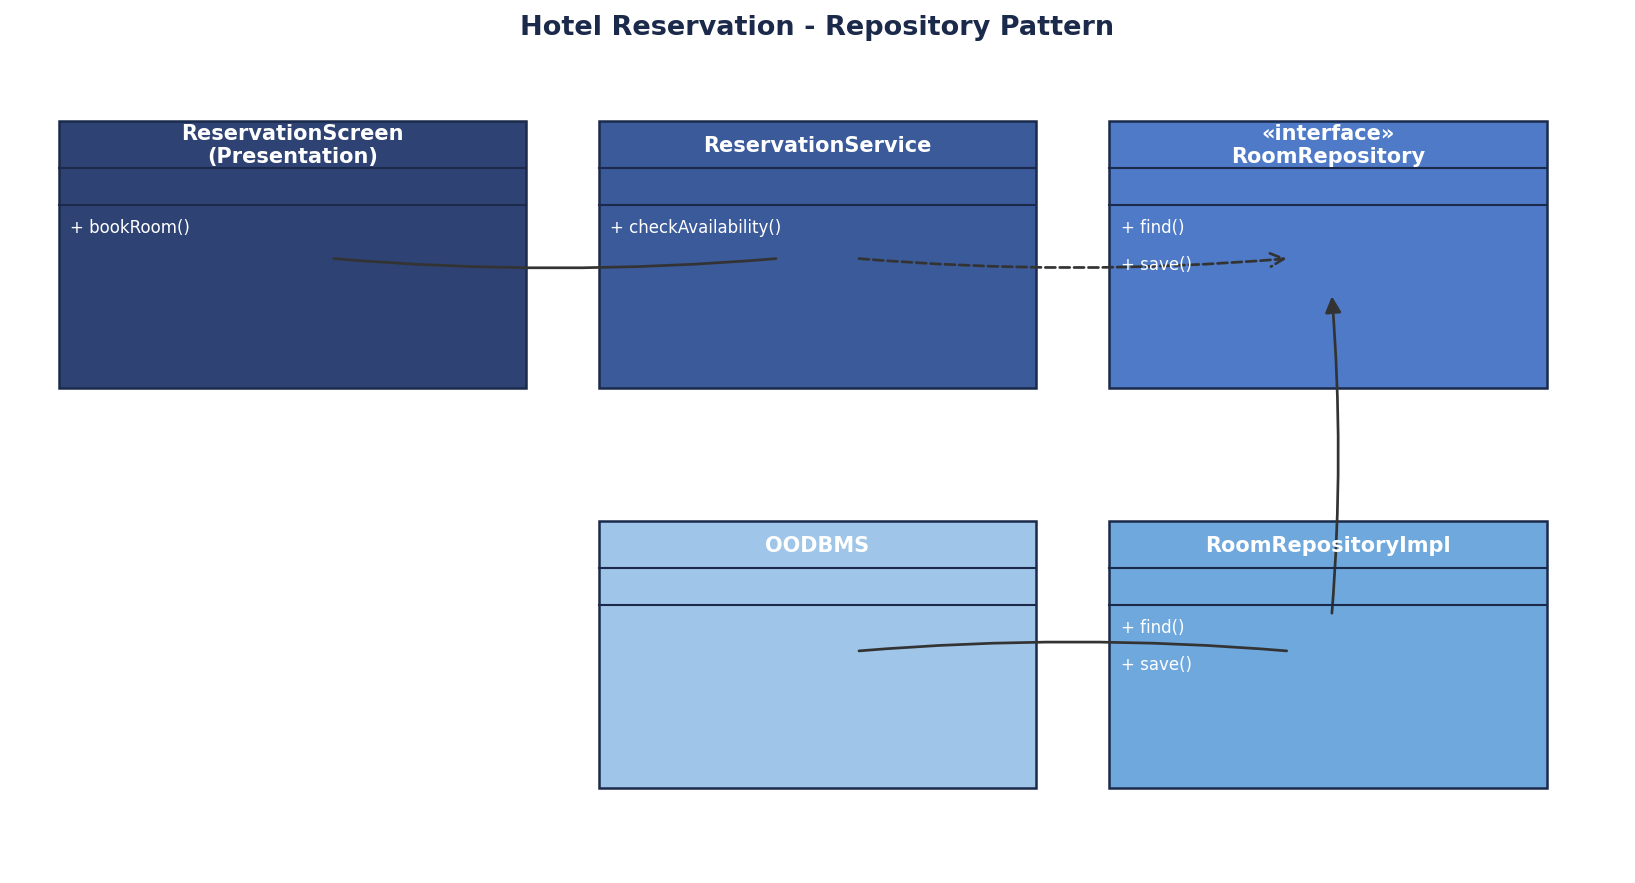 Hotel Reservation - Repository Pattern
ReservationScreen
(Presentation)
+ bookRoom()
ReservationService
+ checkAvailability()
«interface»
RoomRepository
+ find()
+ save()
OODBMS
RoomRepositoryImpl
+ find()
+ save()